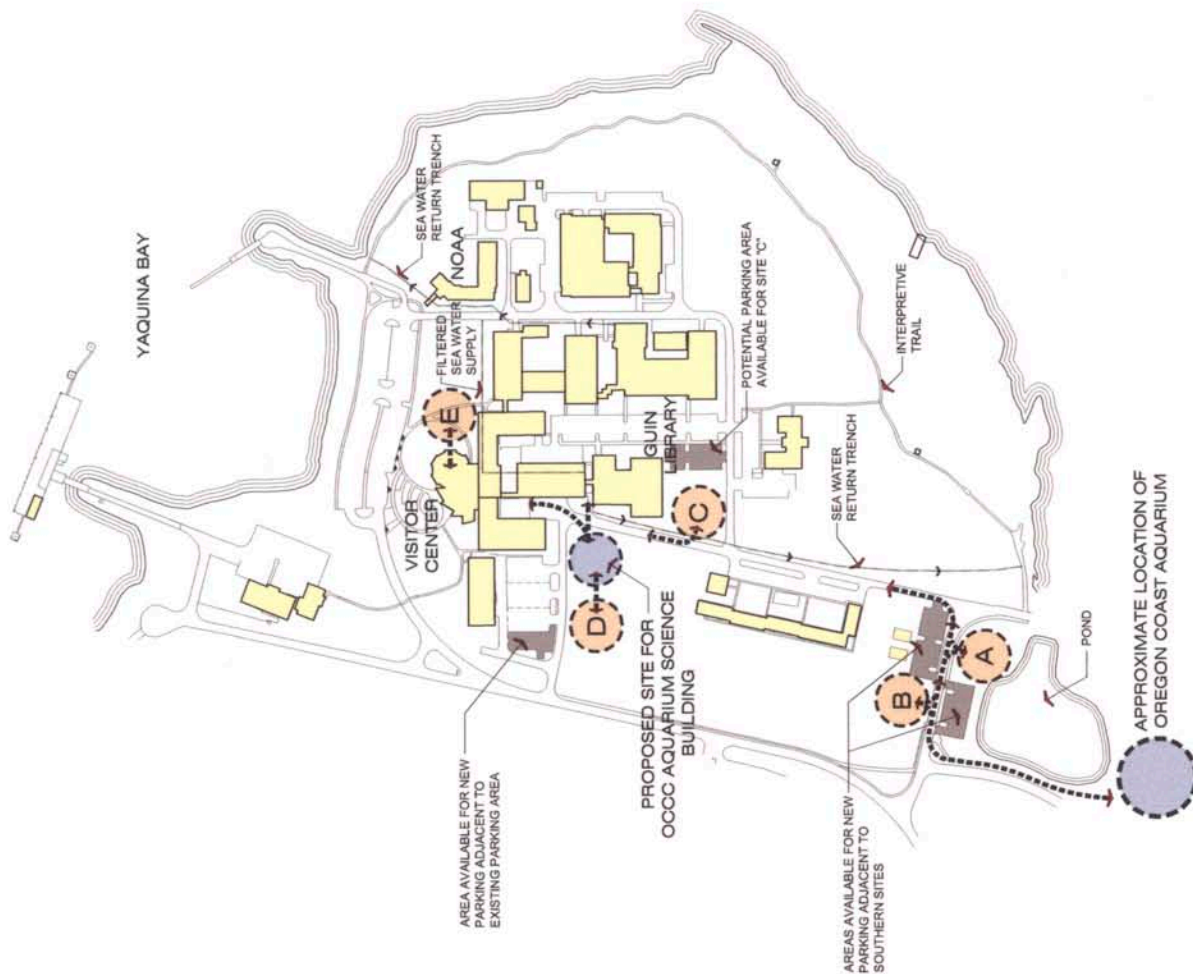 YAQUINA BAY
SEA WATER
RETURN TRENCH
NOAA
FILTERED
SEA WATER
SUPPLY
E
VISITOR
CENTER
GUIN
LIBRARY
POTENTIAL PARKING AREA
AVAILABLE FOR SITE "C"
INTERPRETIVE
TRAIL
C
SEA WATER
RETURN TRENCH
D
AREA AVAILABLE FOR NEW
PARKING ADJACENT TO
EXISTING PARKING AREA
PROPOSED SITE FOR
OCCC AQUARIUM SCIENCE
BUILDING
A
B
POND
AREAS AVAILABLE FOR NEW
PARKING ADJACENT TO
SOUTHERN SITES
APPROXIMATE LOCATION OF
OREGON COAST AQUARIUM